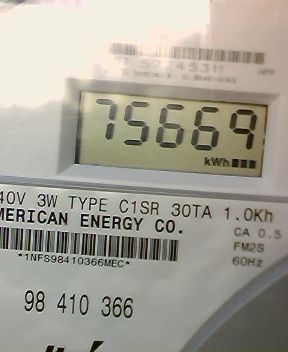 75669
kWh
40V 3W TYPE C1SR 30TA 1.0Kh
MERICAN ENERGY CO.
CA 0.5
FM2S
*1NFS98410366MEC*
60Hz
98 410 366